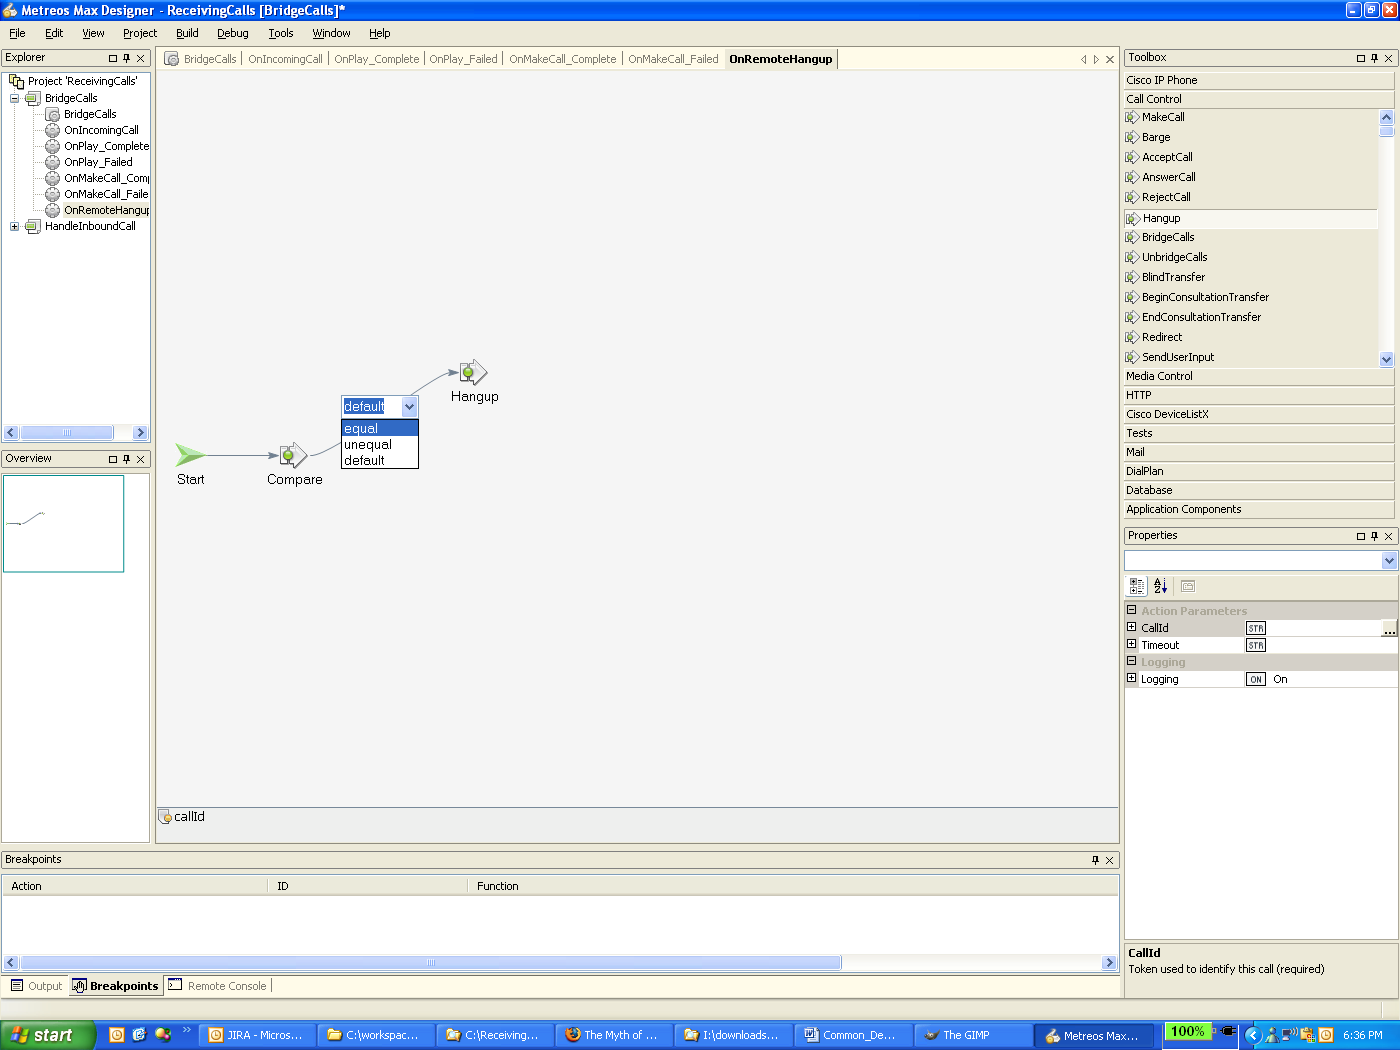 Metreos Max Designer - ReceivingCalls [BridgeCalls]*
File Edit View Project Build Debug Tools Window Help
Explorer
Project 'ReceivingCalls'
BridgeCalls
BridgeCalls
OnIncomingCall
OnPlay_Complete
OnPlay_Failed
OnMakeCall_Com
OnMakeCall_Faile
OnRemoteHangup
HandleInboundCall
Overview
BridgeCalls OnIncomingCall OnPlay_Complete OnPlay_Failed OnMakeCall_Complete OnMakeCall_Failed OnRemoteHangup
Hangup
default
equal
unequal
default
Start
Compare
callId
Toolbox
Cisco IP Phone
Call Control
MakeCall
Barge
AcceptCall
AnswerCall
RejectCall
Hangup
BridgeCalls
UnbridgeCalls
BlindTransfer
BeginConsultationTransfer
EndConsultationTransfer
Redirect
SendUserInput
Media Control
HTTP
Cisco DeviceListX
Tests
Mail
DialPlan
Database
Application Components
Properties
Action Parameters
CallId STR ...
Timeout STR
Logging
Logging ON On
CallId
Token used to identify this call (required)
Breakpoints
Action ID Function
Output Breakpoints Remote Console
start JIRA - Micros... C:\workspac... C:\Receiving... The Myth of ... I:\downloads... Common_De... The GIMP Metreos Max... 100% 6:36 PM